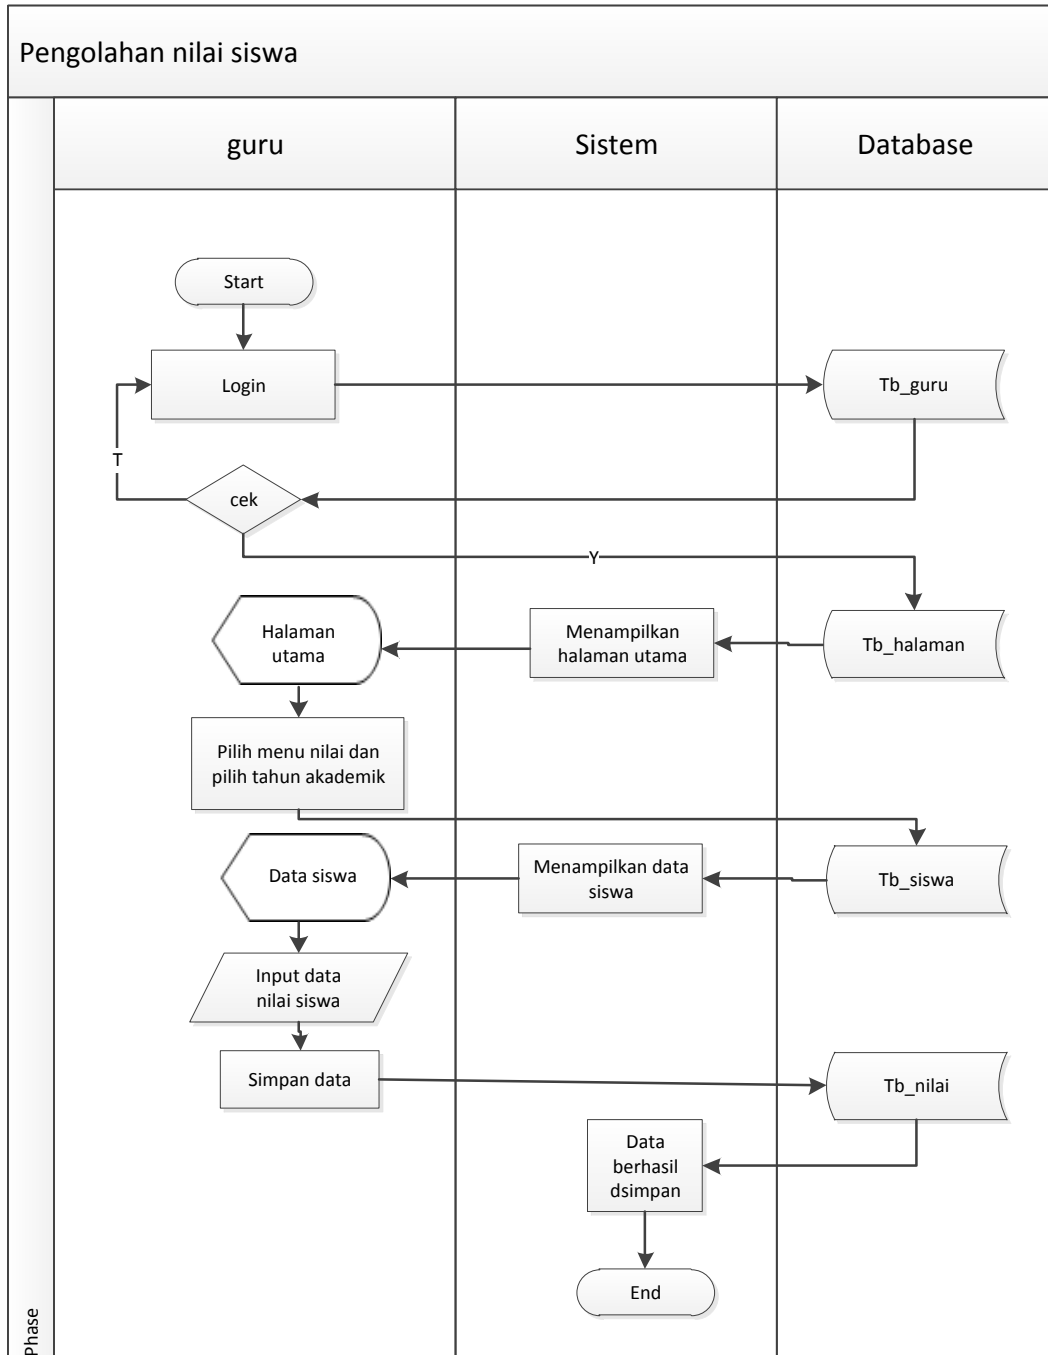 Pengolahan nilai siswa
guru
Sistem
Database
Start
Login
Tb_guru
T
cek
Y
Halaman
utama
Menampilkan
halaman utama
Tb_halaman
Pilih menu nilai dan
pilih tahun akademik
Data siswa
Menampilkan data
siswa
Tb_siswa
Input data
nilai siswa
Simpan data
Tb_nilai
Data
berhasil
dsimpan
End
Phase